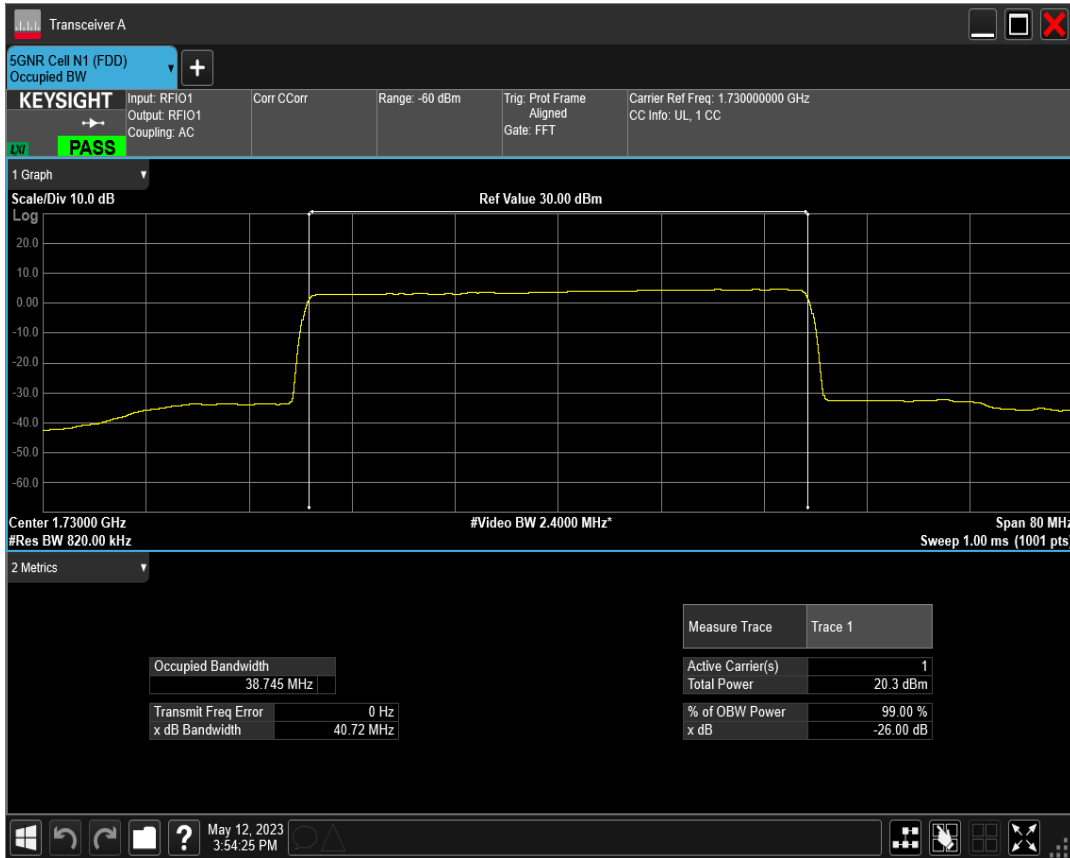 Transceiver A
5GNR Cell N1 (FDD)
Occupied BW
+
KEYSIGHT
LXI
PASS
Input: RFIO1
Output: RFIO1
Coupling: AC
Corr CCorr
Range: -60 dBm
Trig: Prot Frame
Aligned
Gate: FFT
Carrier Ref Freq: 1.730000000 GHz
CC Info: UL, 1 CC
1 Graph
Scale/Div 10.0 dB
Ref Value 30.00 dBm
Log
20.0
10.0
0.00
-10.0
-20.0
-30.0
-40.0
-50.0
-60.0
Center 1.73000 GHz
#Video BW 2.4000 MHz*
Span 80 MHz
#Res BW 820.00 kHz
Sweep 1.00 ms (1001 pts)
2 Metrics
Measure Trace
Trace 1
Occupied Bandwidth
38.745 MHz
Transmit Freq Error 0 Hz
x dB Bandwidth 40.72 MHz
Active Carrier(s) 1
Total Power 20.3 dBm
% of OBW Power 99.00 %
x dB -26.00 dB
?
May 12, 2023
3:54:25 PM